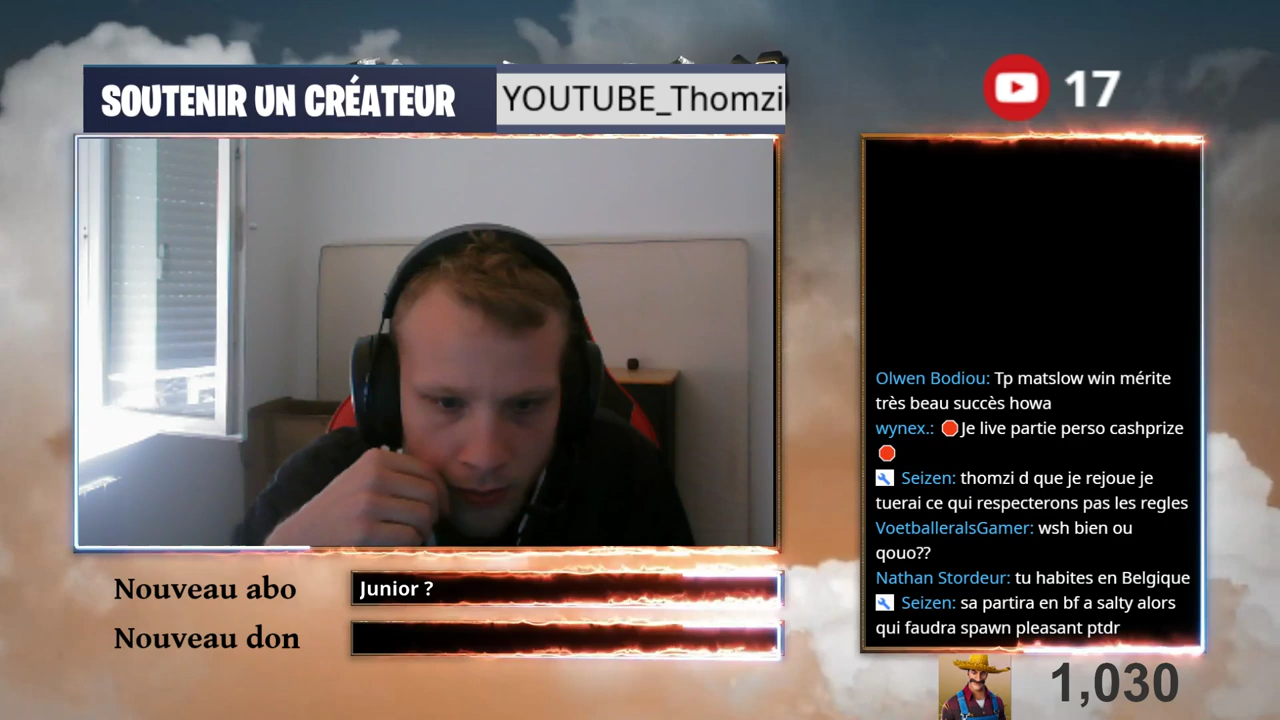 SOUTENIR UN CRÉATEUR
YOUTUBE_Thomzi
17
Olwen Bodiou: Tp matslow win mérite
très beau succès howa
wynex.: 🛑Je live partie perso cashprize
🛑
Seizen: thomzi d que je rejoue je
tuerai ce qui respecterons pas les regles
VoetballeralsGamer: wsh bien ou
qouo??
Nathan Stordeur: tu habites en Belgique
Seizen: sa partira en bf a salty alors
qui faudra spawn pleasant ptdr
Nouveau abo
Junior ?
Nouveau don
1,030